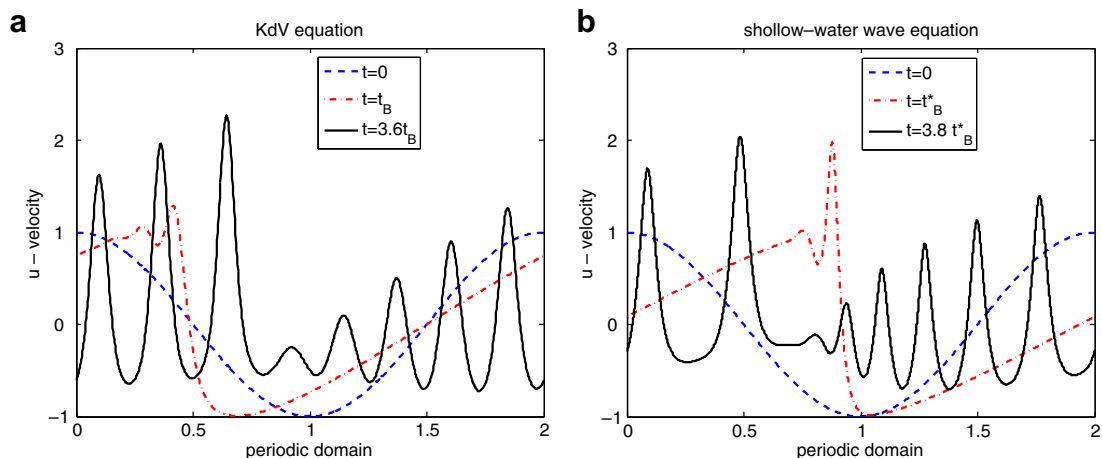 a
KdV equation
3
2
1
0
−1
0
0.5
1
1.5
2
u − velocity
periodic domain
t=0
t=t_B
t=3.6t_B
b
shollow−water wave equation
3
2
1
0
−1
0
0.5
1
1.5
2
u − velocity
periodic domain
t=0
t=t*_B
t=3.8 t*_B